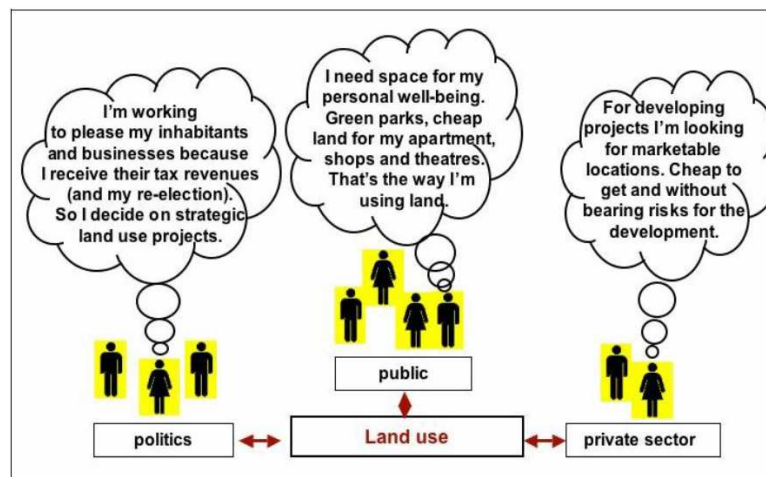 I'm working
to please my inhabitants
and businesses because
I receive their tax revenues
(and my re-election).
So I decide on strategic
land use projects.
I need space for my
personal well-being.
Green parks, cheap
land for my apartment,
shops and theatres.
That's the way I'm
using land.
For developing
projects I'm looking
for marketable
locations. Cheap to
get and without
bearing risks for the
development.
public
politics
Land use
private sector